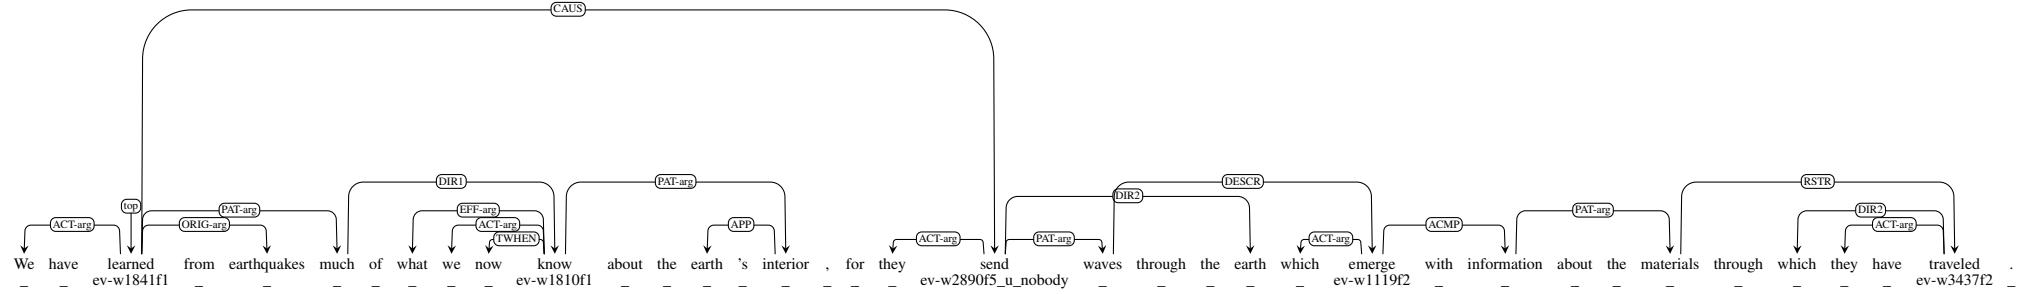 CAUS
DIR1 PAT-arg DESCR RSTR
DIR2
top PAT-arg EFF-arg PAT-arg DIR2
ACT-arg ORIG-arg ACT-arg APP ACMP ACT-arg
TWHEN ACT-arg PAT-arg ACT-arg
We have learned from earthquakes much of what we now know about the earth 's interior , for they send waves through the earth which emerge with information about the materials through which they have traveled .
_ _ ev-w1841f1 _ _ _ _ _ _ _ ev-w1810f1 _ _ _ _ _ _ _ _ ev-w2890f5_u_nobody _ _ _ _ _ ev-w1119f2 _ _ _ _ _ _ _ _ _ ev-w3437f2 _